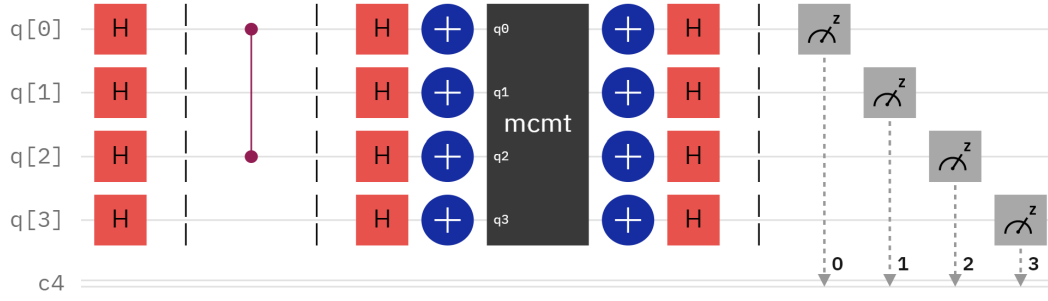 q[0] H H q0 H z
q[1] H H q1 H z
mcmt
q[2] H H q2 H z
q[3] H H q3 H z
c4 0 1 2 3